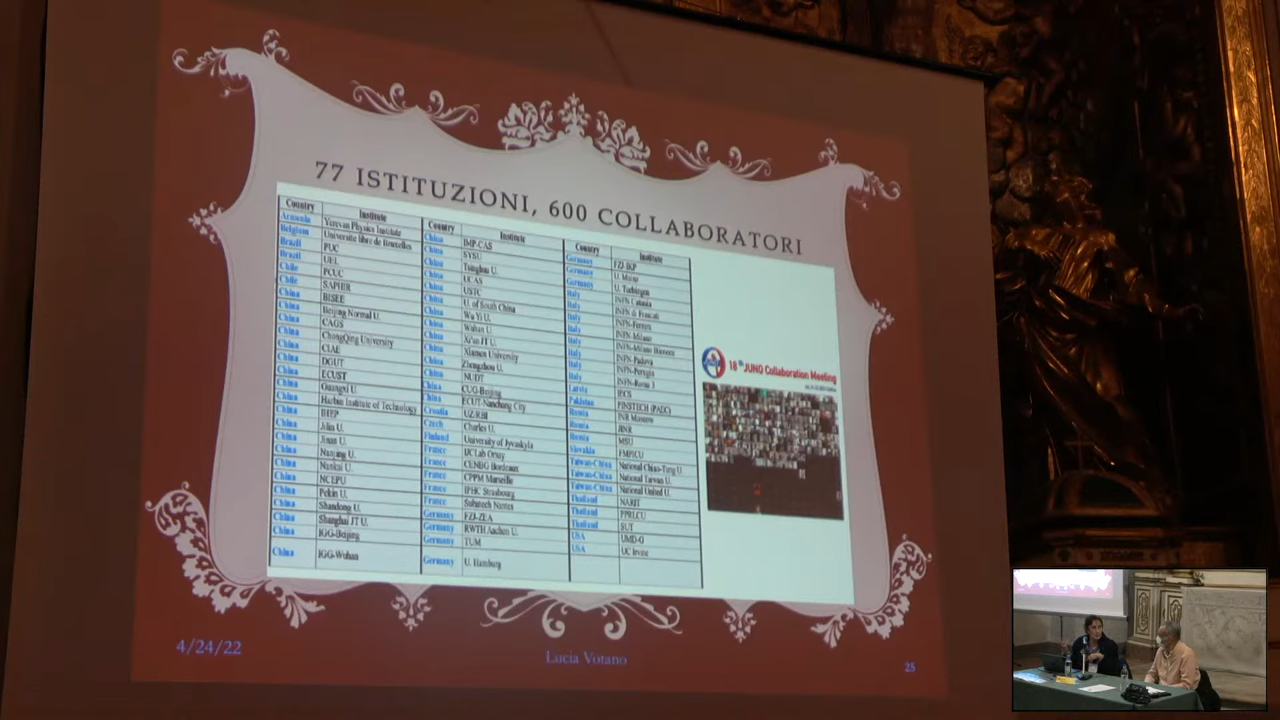 77 ISTITUZIONI, 600 COLLABORATORI
Country Institute
Armenia Yerevan Physics Institute
Belgium Universite libre de Bruxelles
Brazil PUC
Brazil UEL
Chile PCUC
Chile SAPHIR
China BISEE
China Beijing Normal U.
China CAGS
China ChongQing University
China CIAE
China DGUT
China ECUST
China Guangxi U.
China Harbin Institute of Technology
China IHEP
China Jilin U.
China Jinan U.
China Nanjing U.
China Nankai U.
China NCEPU
China Pekin U.
China Shandong U.
China Shanghai JT U.
China IGG-Beijing
China IGG-Wuhan
Country Institute
China IMP-CAS
China SYSU
China Tsinghua U.
China UCAS
China USTC
China U. of South China
China Wu Yi U.
China Wuhan U.
China Xi'an JT U.
China Xiamen University
China Zhengzhou U.
China NUDT
China CUG-Beijing
China ECUT-Nanchang City
Croatia UZ/RBI
Czech Charles U.
Finland University of Jyvaskyla
France IJCLab Orsay
France CENBG Bordeaux
France CPPM Marseille
France IPHC Strasbourg
France Subatech Nantes
Germany FZJ-ZEA
Germany RWTH Aachen U.
Germany TUM
Germany U. Hamburg
Country Institute
Germany FZJ-IKP
Germany U. Mainz
Germany U. Tuebingen
Italy INFN Catania
Italy INFN di Frascati
Italy INFN-Ferrara
Italy INFN-Milano
Italy INFN-Milano Bicocca
Italy INFN-Padova
Italy INFN-Perugia
Italy INFN-Roma 3
Latvia IECS
Pakistan PINSTECH (PAEC)
Russia INR Moscow
Russia JINR
Russia MSU
Slovakia FMPICU
Taiwan-China National Chiao-Tung U.
Taiwan-China National Taiwan U.
Taiwan-China National United U.
Thailand NARIT
Thailand PPRLCU
Thailand SUT
USA UMD-G
USA UC Irvine
18th JUNO Collaboration Meeting
4/24/22
Lucia Votano
25